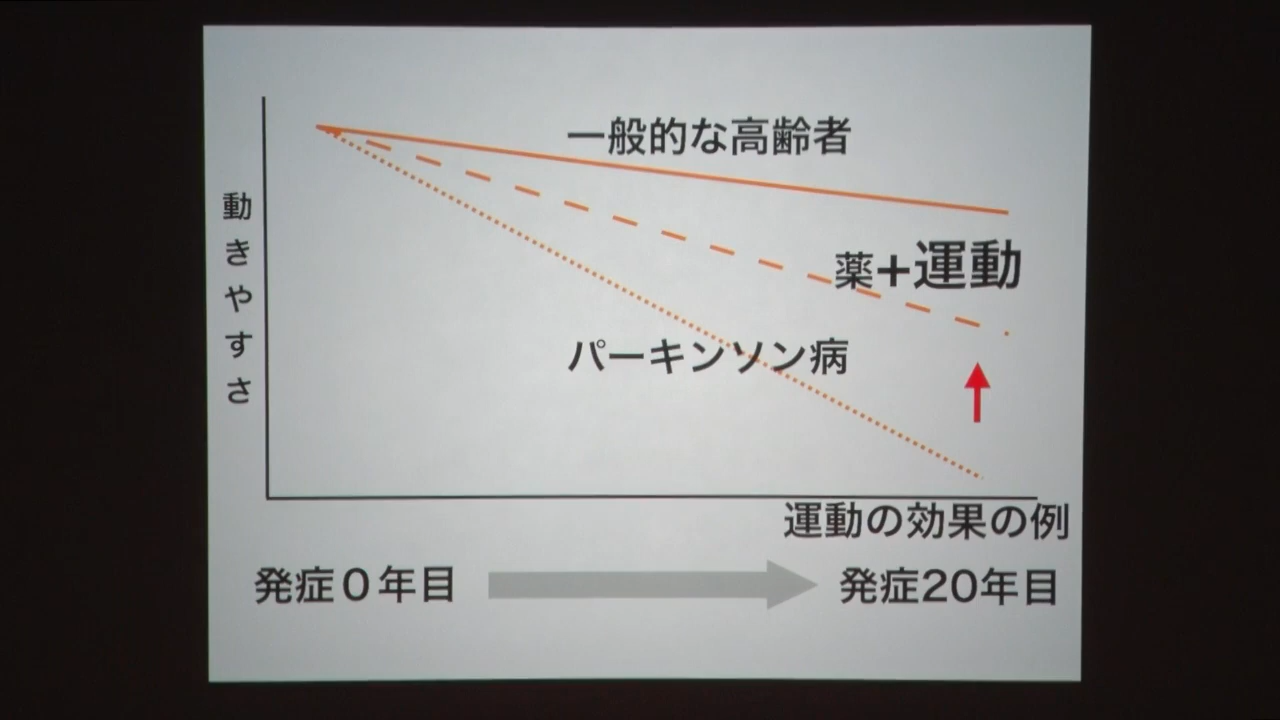 一般的な高齢者
動きやすさ
薬+運動
パーキンソン病
運動の効果の例
発症０年目
発症20年目